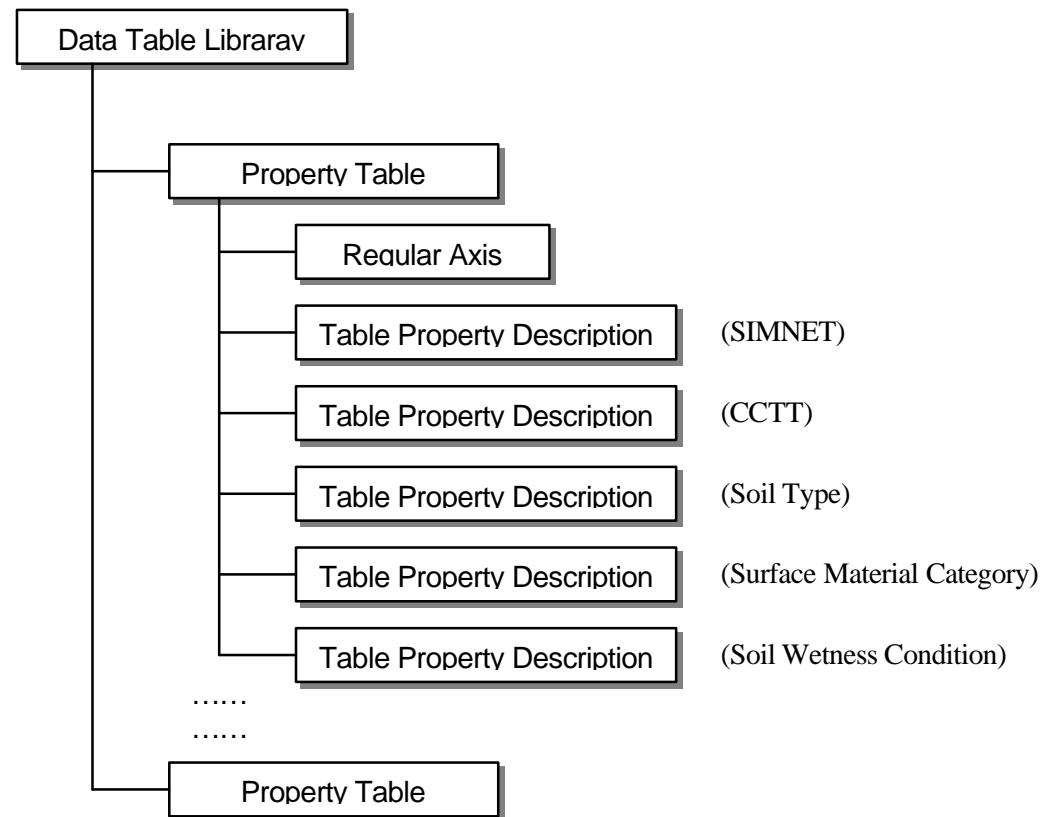 Data Table Libraray
Property Table
Regular Axis
Table Property Description (SIMNET)
Table Property Description (CCTT)
Table Property Description (Soil Type)
Table Property Description (Surface Material Category)
Table Property Description (Soil Wetness Condition)
……
……
Property Table